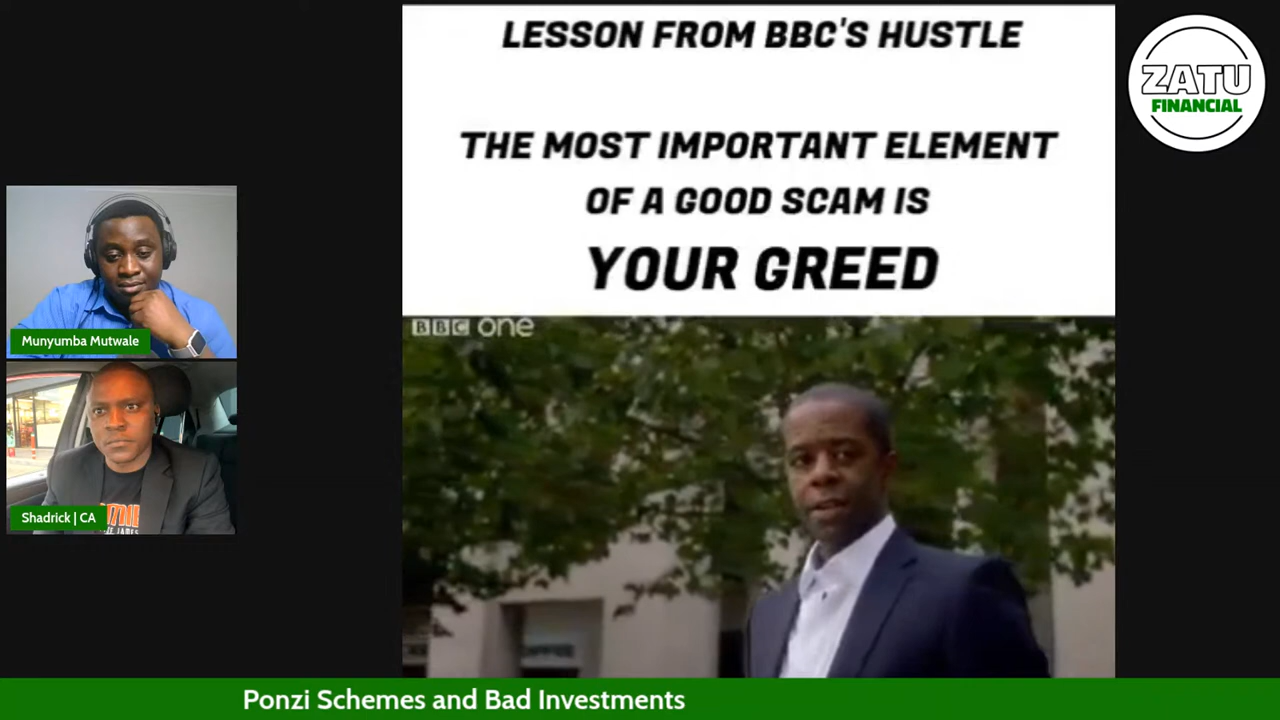 LESSON FROM BBC'S HUSTLE
THE MOST IMPORTANT ELEMENT
OF A GOOD SCAM IS
YOUR GREED
BBC one
ZATU
FINANCIAL
Munyumba Mutwale
Shadrick | CA
Ponzi Schemes and Bad Investments